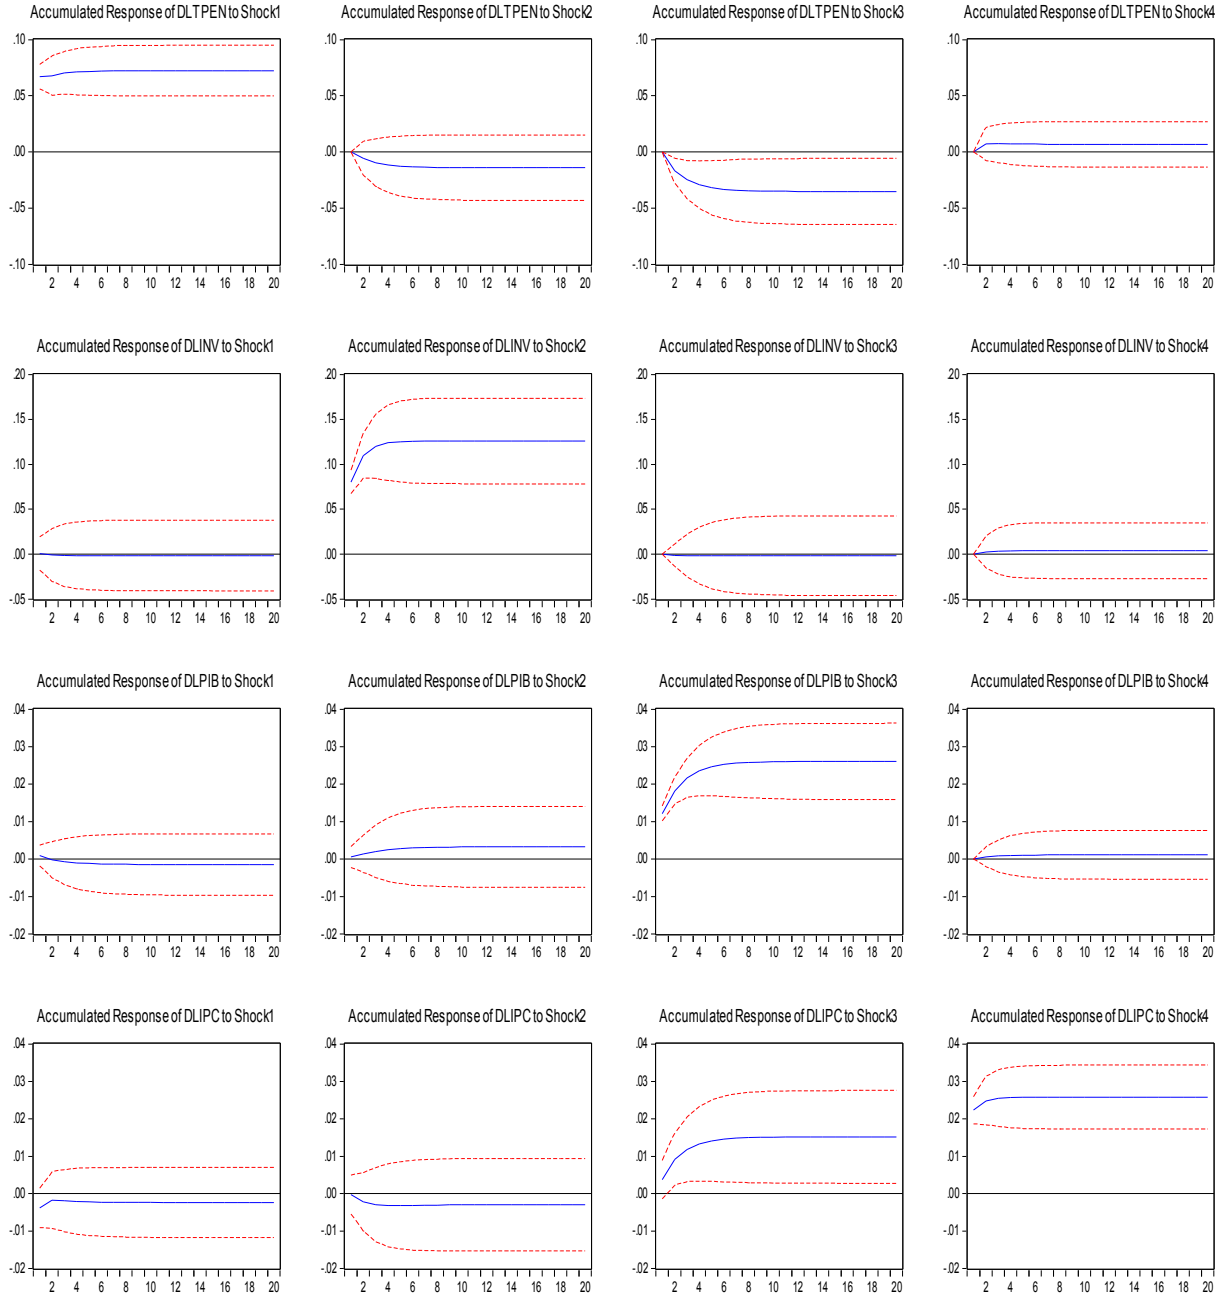 Accumulated Response of DLTPEN to Shock1 Accumulated Response of DLTPEN to Shock2 Accumulated Response of DLTPEN to Shock3 Accumulated Response of DLTPEN to Shock4
.10 .10 .10 .10
.05 .05 .05 .05
.00 .00 .00 .00
-.05 -.05 -.05 -.05
-.10 -.10 -.10 -.10
2 4 6 8 10 12 14 16 18 20 2 4 6 8 10 12 14 16 18 20 2 4 6 8 10 12 14 16 18 20 2 4 6 8 10 12 14 16 18 20
Accumulated Response of DLINV to Shock1 Accumulated Response of DLINV to Shock2 Accumulated Response of DLINV to Shock3 Accumulated Response of DLINV to Shock4
.20 .20 .20 .20
.15 .15 .15 .15
.10 .10 .10 .10
.05 .05 .05 .05
.00 .00 .00 .00
-.05 -.05 -.05 -.05
2 4 6 8 10 12 14 16 18 20 2 4 6 8 10 12 14 16 18 20 2 4 6 8 10 12 14 16 18 20 2 4 6 8 10 12 14 16 18 20
Accumulated Response of DLPIB to Shock1 Accumulated Response of DLPIB to Shock2 Accumulated Response of DLPIB to Shock3 Accumulated Response of DLPIB to Shock4
.04 .04 .04 .04
.03 .03 .03 .03
.02 .02 .02 .02
.01 .01 .01 .01
.00 .00 .00 .00
-.01 -.01 -.01 -.01
-.02 -.02 -.02 -.02
2 4 6 8 10 12 14 16 18 20 2 4 6 8 10 12 14 16 18 20 2 4 6 8 10 12 14 16 18 20 2 4 6 8 10 12 14 16 18 20
Accumulated Response of DLIPC to Shock1 Accumulated Response of DLIPC to Shock2 Accumulated Response of DLIPC to Shock3 Accumulated Response of DLIPC to Shock4
.04 .04 .04 .04
.03 .03 .03 .03
.02 .02 .02 .02
.01 .01 .01 .01
.00 .00 .00 .00
-.01 -.01 -.01 -.01
-.02 -.02 -.02 -.02
2 4 6 8 10 12 14 16 18 20 2 4 6 8 10 12 14 16 18 20 2 4 6 8 10 12 14 16 18 20 2 4 6 8 10 12 14 16 18 20